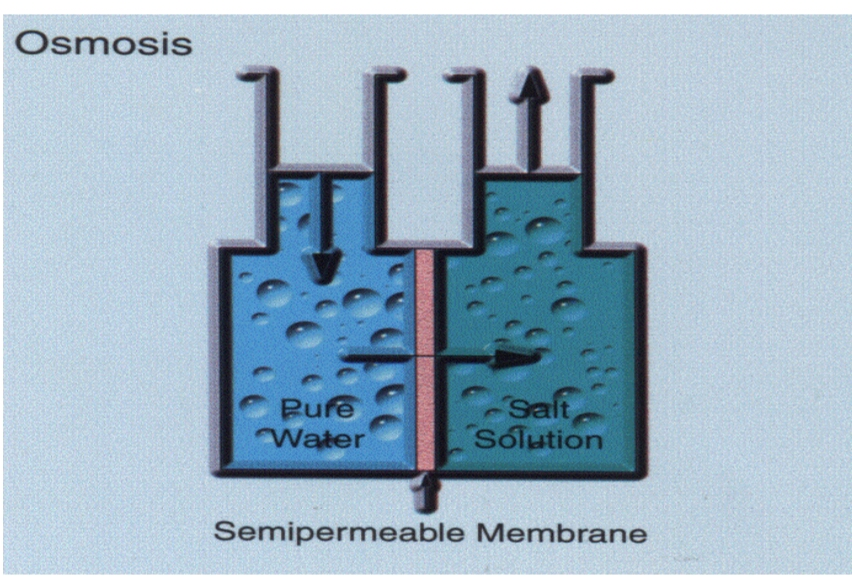 Osmosis
Pure
Water
Salt
Solution
Semipermeable Membrane